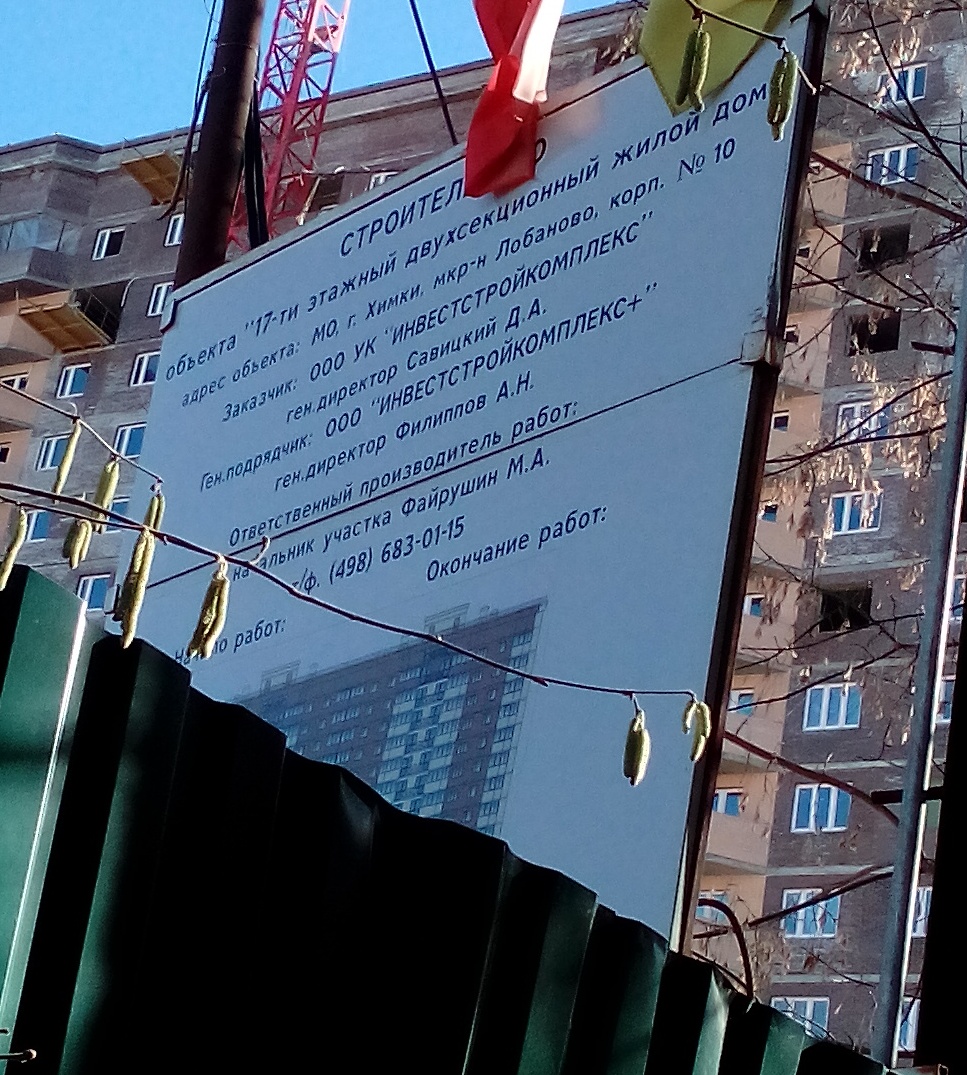 объекта "17-ти этажный двухсекционный жилой дом
адрес объекта: МО, г. Химки, мкр-н Лобаново, корп. № 10
Заказчик: ООО УК "ИНВЕСТСТРОЙКОМПЛЕКС"
ген.директор Савицкий Д.А.
Ген.подрядчик: ООО "ИНВЕСТСТРОЙКОМПЛЕКС+"
ген.директор Филиппов А.Н.
Ответственный производитель работ:
начальник участка Файрушин М.А.
т/ф. (498) 683-01-15
Начало работ: Окончание работ: